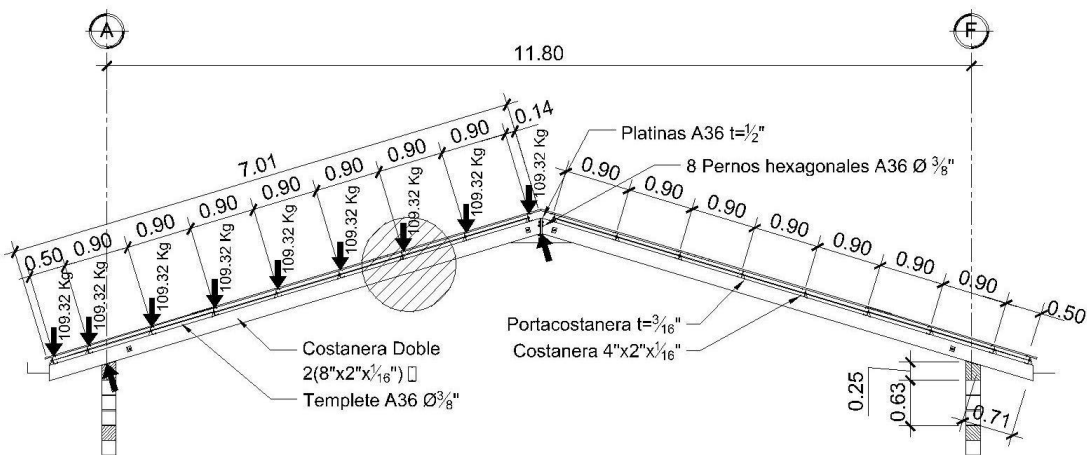 A
F
11.80
7.01
0.50
0.90
0.90
0.90
0.90
0.90
0.90
0.90
0.14
109.32 Kg
109.32 Kg
109.32 Kg
109.32 Kg
109.32 Kg
109.32 Kg
109.32 Kg
109.32 Kg
109.32 Kg
Platinas A36 t=½"
8 Pernos hexagonales A36 Ø ⅜"
0.90
0.90
0.90
0.90
0.90
0.90
0.90
0.50
Portacostanera t=3⁄16"
Costanera 4"x2"x1⁄16"
Costanera Doble
2(8"x2"x1⁄16")
Templete A36 Ø⅜"
0.25
0.63
0.71